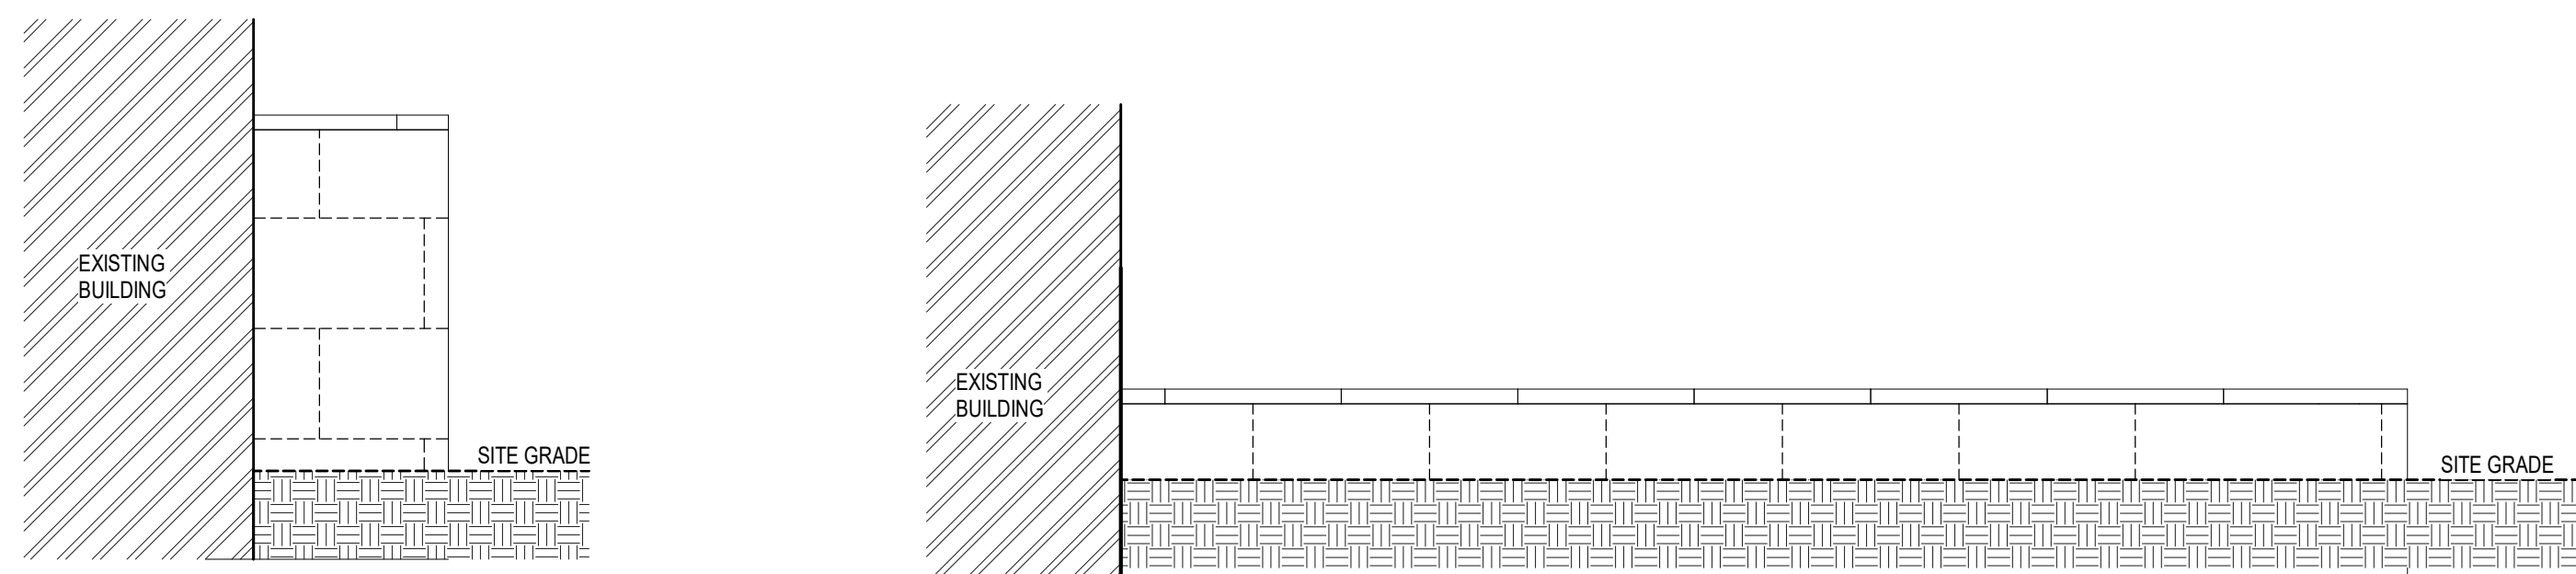 EXISTING
BUILDING
SITE GRADE
EXISTING
BUILDING
SITE GRADE